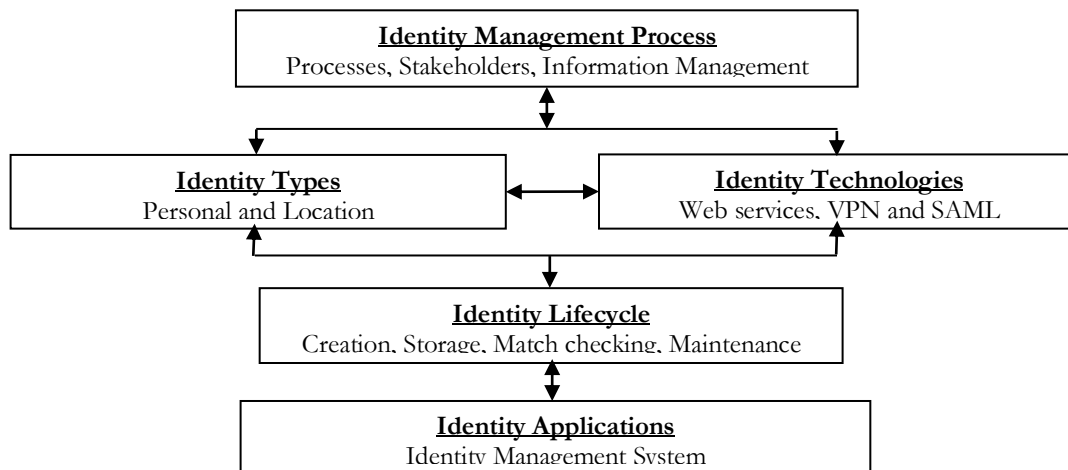 Identity Management Process
Processes, Stakeholders, Information Management
Identity Types
Personal and Location
Identity Technologies
Web services, VPN and SAML
Identity Lifecycle
Creation, Storage, Match checking, Maintenance
Identity Applications
Identity Management System